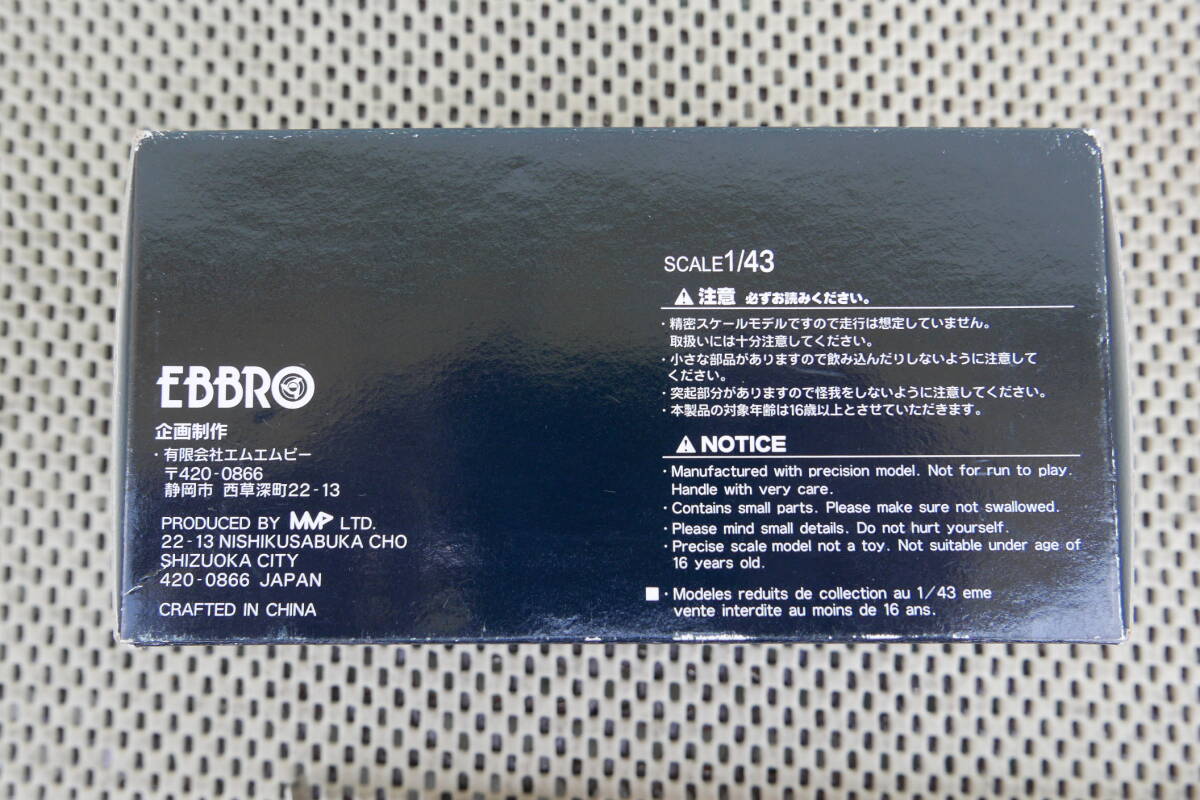 EBBRO
企画制作
・有限会社エムエムピー
〒420-0866
静岡市 西草深町22-13
PRODUCED BY MMP LTD.
22-13 NISHIKUSABUKA CHO
SHIZUOKA CITY
420-0866 JAPAN
CRAFTED IN CHINA
SCALE1/43
注意 必ずお読みください。
・精密スケールモデルですので走行は想定していません。
取扱いには十分注意してください。
・小さな部品がありますので飲み込んだりしないように注意して
ください。
・突起部分がありますので怪我をしないように注意してください。
・本製品の対象年齢は16歳以上とさせていただきます。
NOTICE
・Manufactured with precision model. Not for run to play.
Handle with very care.
・Contains small parts. Please make sure not swallowed.
・Please mind small details. Do not hurt yourself.
・Precise scale model not a toy. Not suitable under age of
16 years old.
■・Modeles reduits de collection au 1/43 eme
vente interdite au moins de 16 ans.